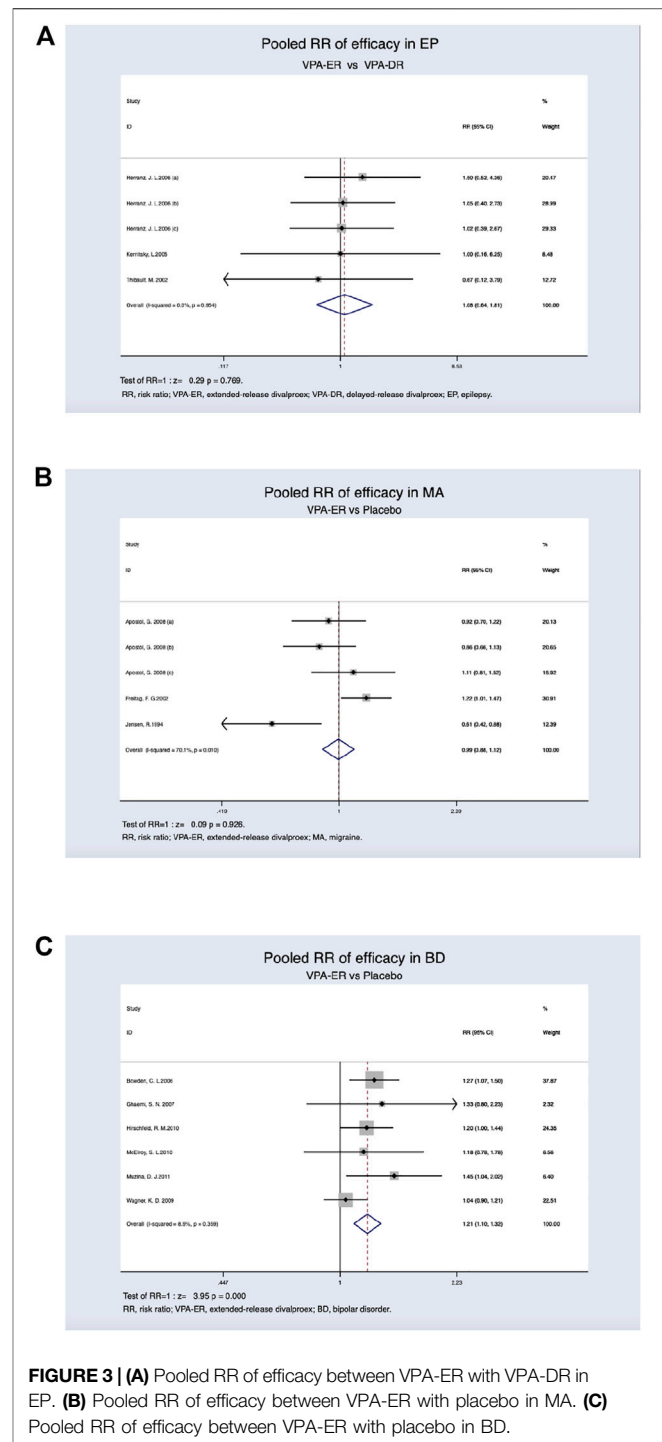 A
Pooled RR of efficacy in EP
VPA-ER vs VPA-DR
Study %
ID RR (95% CI) Weight
Herranz, J. L.2006 (a) 1.50 (0.52, 4.36) 20.47
Herranz, J. L.2006 (b) 1.05 (0.40, 2.73) 28.99
Herranz, J. L.2006 (c) 1.02 (0.39, 2.67) 29.33
Kernitsky, L.2005 1.00 (0.16, 6.25) 8.48
Thibault, M. 2002 0.67 (0.12, 3.79) 12.72
Overall (I-squared = 0.0%, p = 0.954) 1.08 (0.64, 1.81) 100.00
.117 1 8.53
Test of RR=1 : z= 0.29 p = 0.769.
RR, risk ratio; VPA-ER, extended-release divalproex; VPA-DR, delayed-release divalproex; EP, epilepsy.
B
Pooled RR of efficacy in MA
VPA-ER vs Placebo
Study %
ID RR (95% CI) Weight
Apostol, G. 2008 (a) 0.92 (0.70, 1.22) 20.13
Apostol, G. 2008 (b) 0.86 (0.66, 1.13) 20.65
Apostol, G. 2008 (c) 1.11 (0.81, 1.52) 15.92
Freitag, F. G.2002 1.22 (1.01, 1.47) 30.91
Jensen, R.1994 0.61 (0.42, 0.88) 12.39
Overall (I-squared = 70.1%, p = 0.010) 0.99 (0.88, 1.12) 100.00
.419 1 2.39
Test of RR=1 : z= 0.09 p = 0.926.
RR, risk ratio; VPA-ER, extended-release divalproex; MA, migraine.
C
Pooled RR of efficacy in BD
VPA-ER vs Placebo
Study %
ID RR (95% CI) Weight
Bowden, C. L.2006 1.27 (1.07, 1.50) 37.87
Ghaemi, S. N. 2007 1.33 (0.80, 2.23) 2.32
Hirschfeld, R. M.2010 1.20 (1.00, 1.44) 24.35
McElroy, S. L.2010 1.18 (0.78, 1.78) 6.56
Muzina, D. J.2011 1.45 (1.04, 2.02) 6.40
Wagner, K. D. 2009 1.04 (0.90, 1.21) 22.51
Overall (I-squared = 8.9%, p = 0.359) 1.21 (1.10, 1.32) 100.00
.447 1 2.23
Test of RR=1 : z= 3.95 p = 0.000
RR, risk ratio; VPA-ER, extended-release divalproex; BD, bipolar disorder.
FIGURE 3 | (A) Pooled RR of efficacy between VPA-ER with VPA-DR in
EP. (B) Pooled RR of efficacy between VPA-ER with placebo in MA. (C)
Pooled RR of efficacy between VPA-ER with placebo in BD.